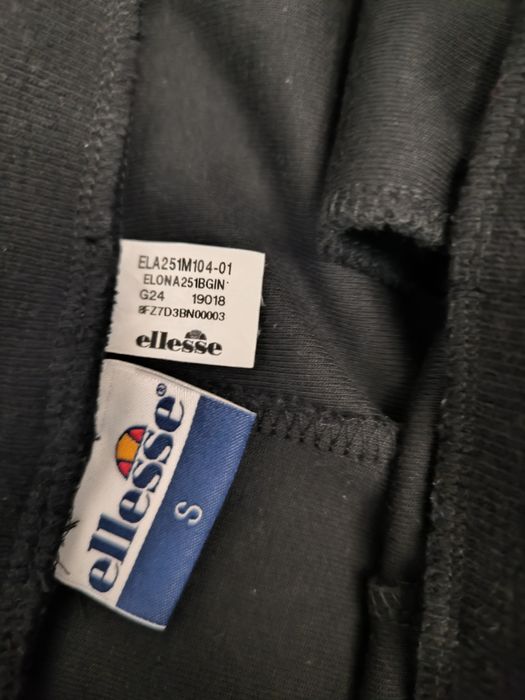 ELA251M104-01
ELONA251BGIN
G24 19018
8FZ7D3BN00003
ellesse
ellesse®
S